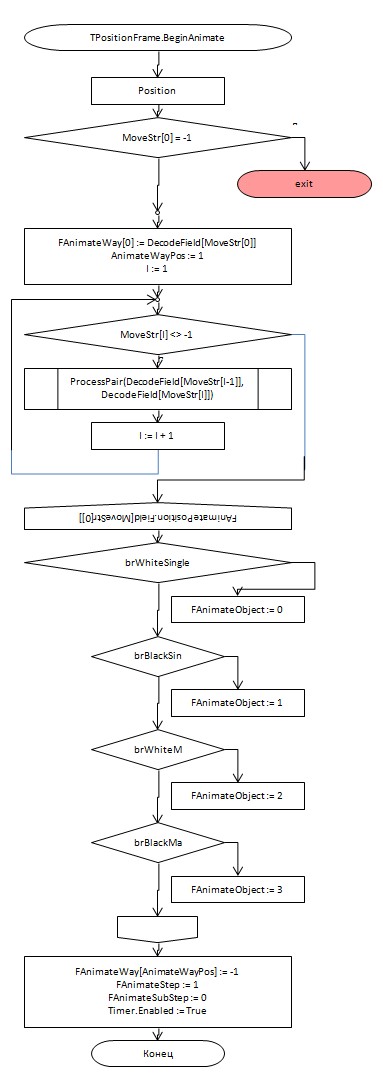 TPositionFrame.BeginAnimate
Position
MoveStr[0] = -1
exit
FAnimateWay[0] := DecodeField[MoveStr[0]]
AnimateWayPos := 1
I := 1
MoveStr[I] <> -1
ProcessPair(DecodeField[MoveStr[I-1]],
DecodeField[MoveStr[I]])
I := I + 1
FAnimatePosition.Field[MoveStr[0]]
brWhiteSingle
FAnimateObject := 0
brBlackSin
FAnimateObject := 1
brWhiteM
FAnimateObject := 2
brBlackMa
FAnimateObject := 3
FAnimateWay[AnimateWayPos] := -1
FAnimateStep := 1
FAnimateSubStep := 0
Timer.Enabled := True
Конец